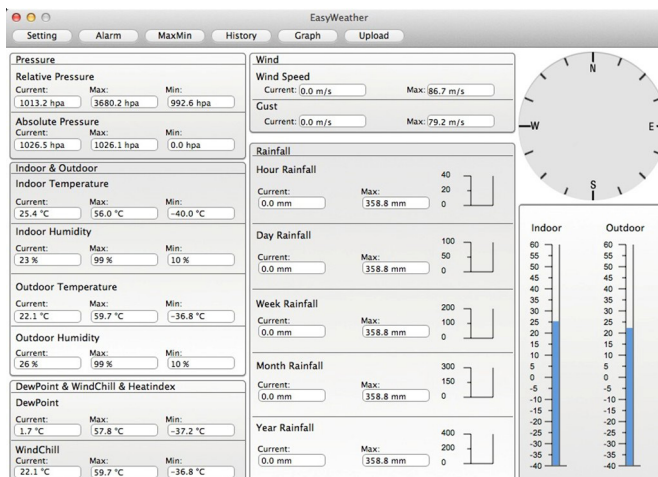 EasyWeather
Setting Alarm MaxMin History Graph Upload
Pressure
Relative Pressure
Current: Max: Min:
1013.2 hpa 3680.2 hpa 992.6 hpa
Absolute Pressure
Current: Max: Min:
1026.5 hpa 1026.1 hpa 0.0 hpa
Indoor & Outdoor
Indoor Temperature
Current: Max: Min:
25.4 °C 56.0 °C -40.0 °C
Indoor Humidity
Current: Max: Min:
23 % 99 % 10 %
Outdoor Temperature
Current: Max: Min:
22.1 °C 59.7 °C -36.8 °C
Outdoor Humidity
Current: Max: Min:
26 % 99 % 10 %
DewPoint & WindChill & Heatindex
DewPoint
Current: Max: Min:
1.7 °C 57.8 °C -37.2 °C
WindChill
Current: Max: Min:
22.1 °C 59.7 °C -36.8 °C
Wind
Wind Speed
Current: 0.0 m/s Max: 86.7 m/s
Gust
Current: 0.0 m/s Max: 79.2 m/s
Rainfall
Hour Rainfall
Current: Max:
0.0 mm 358.8 mm
40
20
0
Day Rainfall
Current: Max:
0.0 mm 358.8 mm
100
50
0
Week Rainfall
Current: Max:
0.0 mm 358.8 mm
200
100
0
Month Rainfall
Current: Max:
0.0 mm 358.8 mm
300
150
0
Year Rainfall
Current: Max:
0.0 mm 358.8 mm
400
200
0
N
W E
S
Indoor Outdoor
60 60
55 55
50 50
45 45
40 40
35 35
30 30
25 25
20 20
15 15
10 10
5 5
0 0
-5 -5
-10 -10
-15 -15
-20 -20
-25 -25
-30 -30
-35 -35
-40 -40